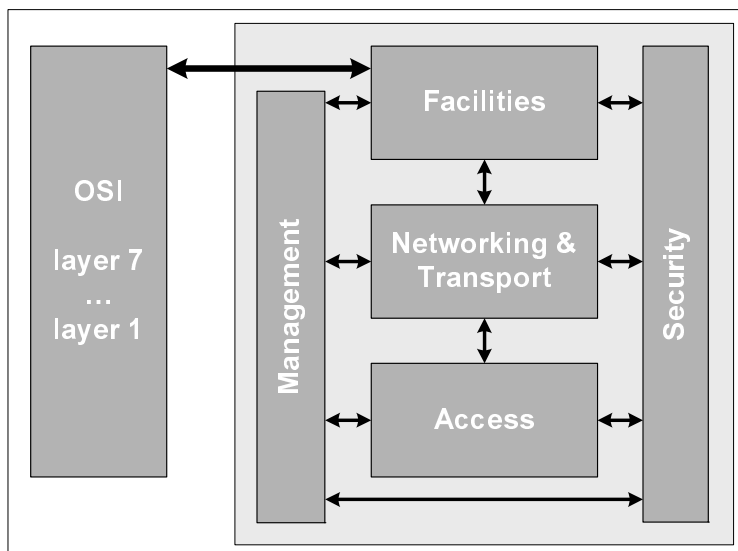 OSI
layer 7
...
layer 1
Management
Facilities
Networking &
Transport
Access
Security